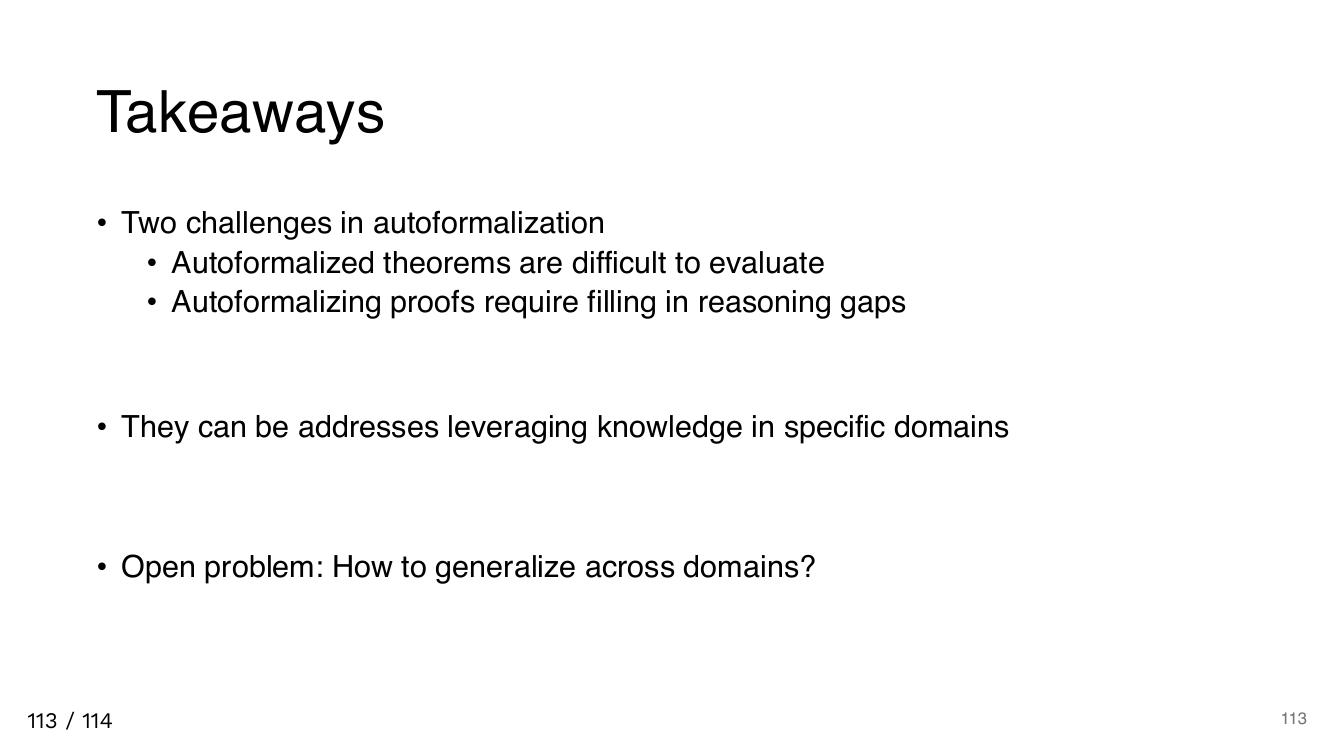 Takeaways
• Two challenges in autoformalization
• Autoformalized theorems are difficult to evaluate
• Autoformalizing proofs require filling in reasoning gaps
• They can be addresses leveraging knowledge in specific domains
• Open problem: How to generalize across domains?
113 / 114
113